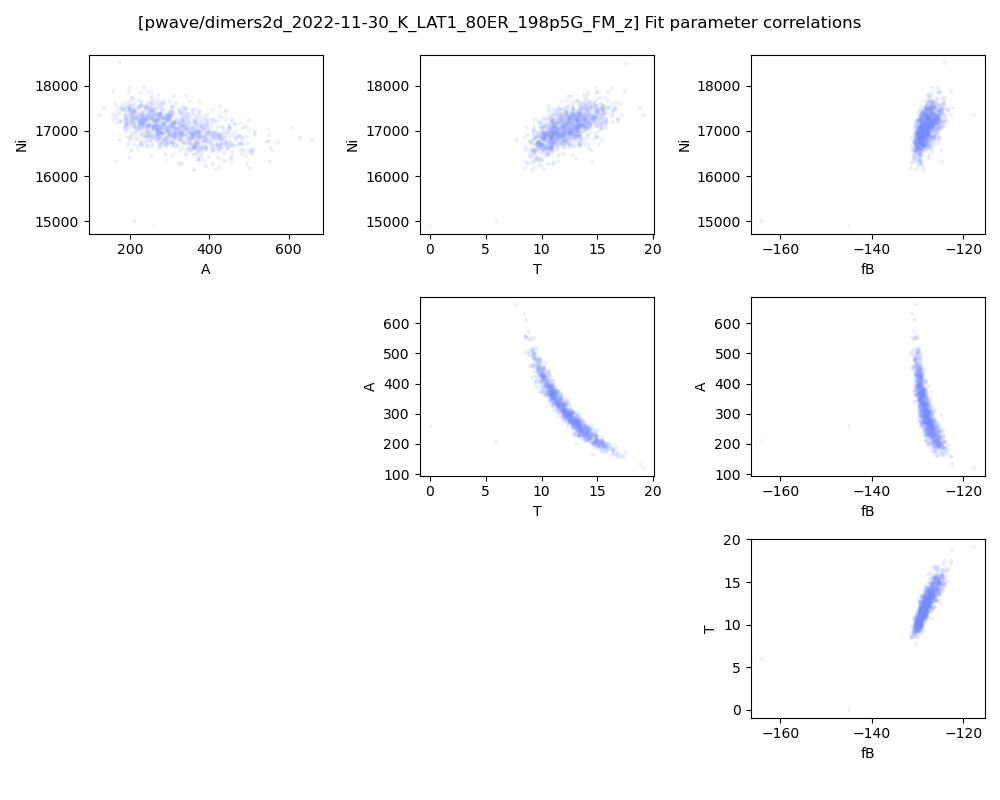 [pwave/dimers2d_2022-11-30_K_LAT1_80ER_198p5G_FM_z] Fit parameter correlations
18000
17000
16000
15000
Ni
200 400 600
A
18000
17000
16000
15000
Ni
0 5 10 15 20
T
18000
17000
16000
15000
Ni
−160 −140 −120
fB
600
500
400
300
200
100
A
0 5 10 15 20
T
600
500
400
300
200
100
A
−160 −140 −120
fB
20
15
10
5
0
T
−160 −140 −120
fB